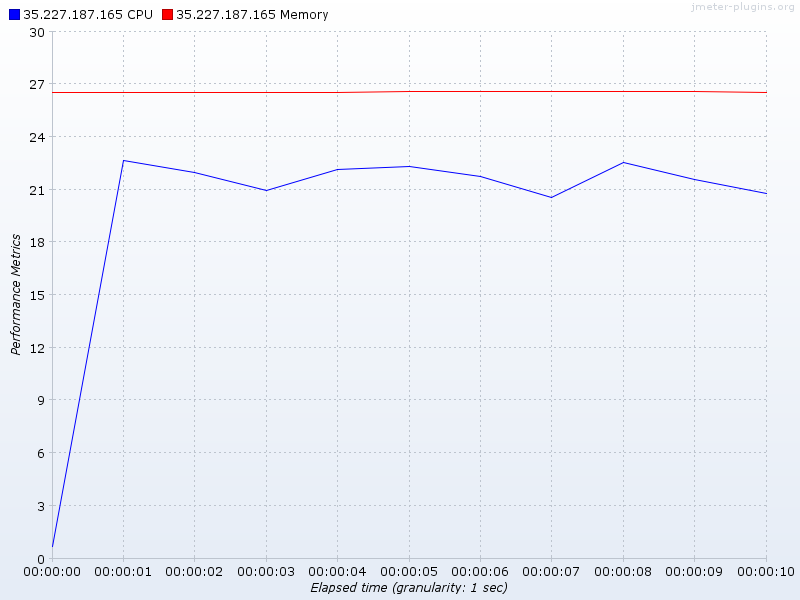 35.227.187.165 CPU 35.227.187.165 Memory
jmeter-plugins.org
30
27
24
21
18
15
12
9
6
3
0
Performance Metrics
00:00:00 00:00:01 00:00:02 00:00:03 00:00:04 00:00:05 00:00:06 00:00:07 00:00:08 00:00:09 00:00:10
Elapsed time (granularity: 1 sec)